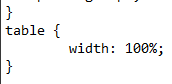 }
table {
	width: 100%;
}